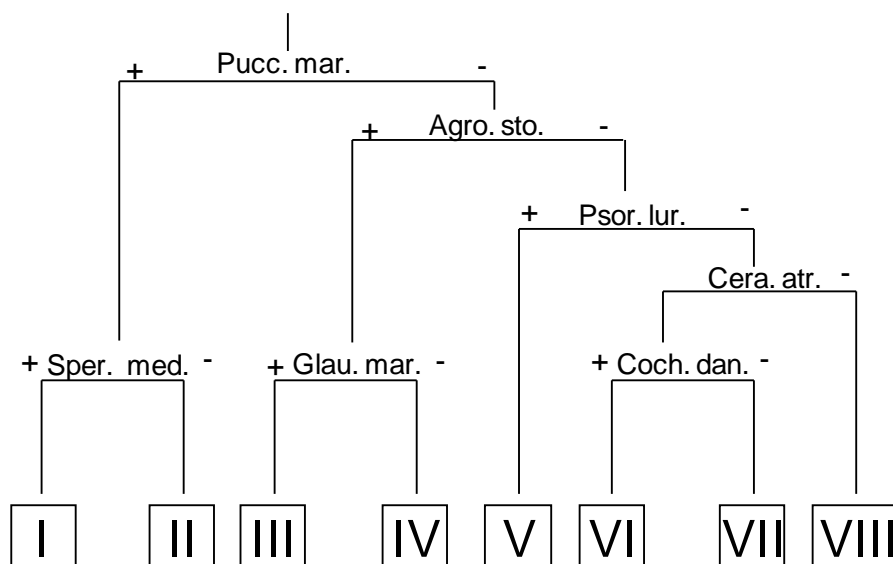 + Pucc. mar. -
+ Agro. sto. -
+ Psor. lur. -
Cera. atr. -
+ Sper. med. - + Glau. mar. - + Coch. dan. -
I II III IV V VI VII VIII